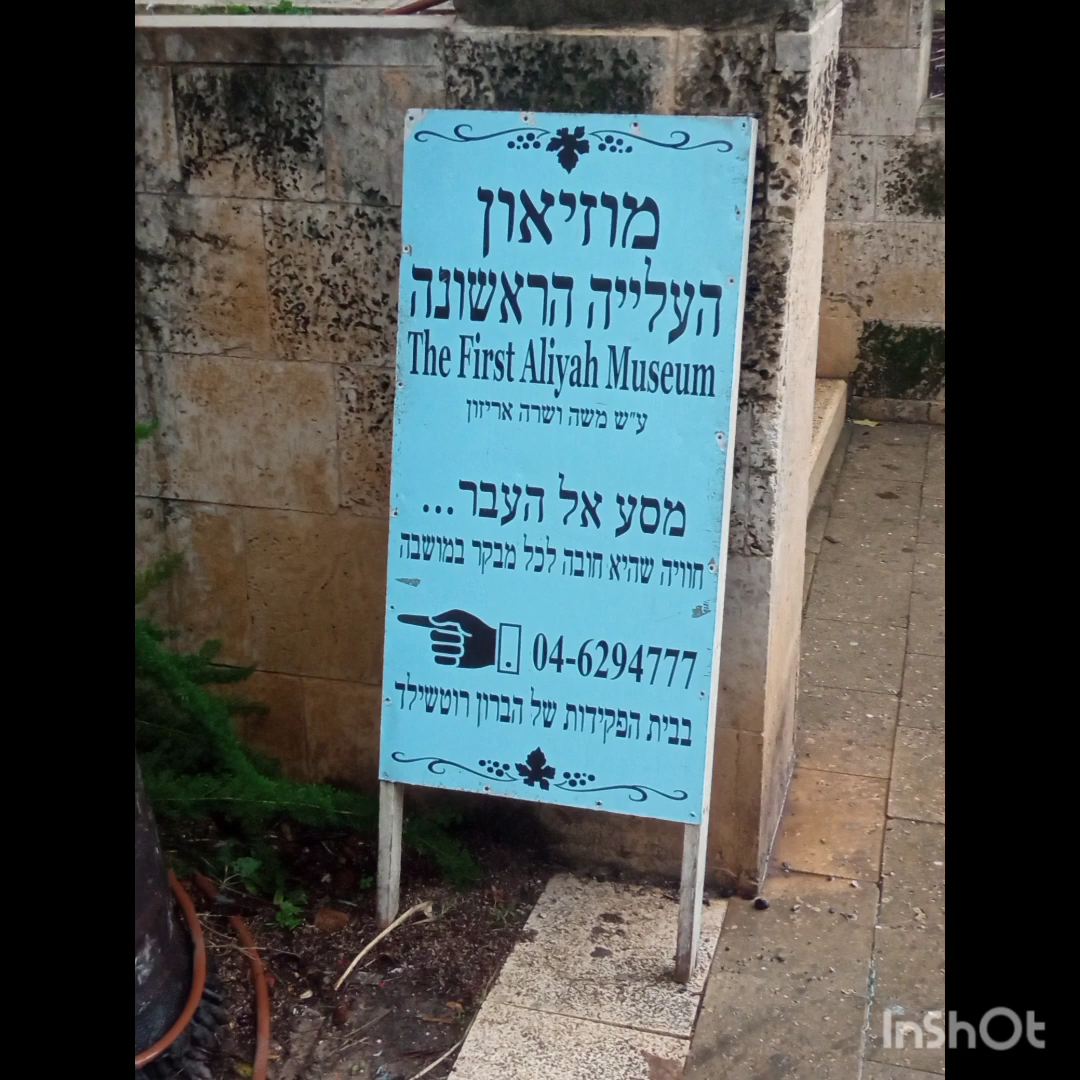 מוזיאון
העלייה הראשונה
The First Aliyah Museum
ע״ש משה ושרה אריזון
מסע אל העבר...
חוויה שהיא חובה לכל מבקר במושבה
04-6294777
בבית הפקידות של הברון רוטשילד
InShOt